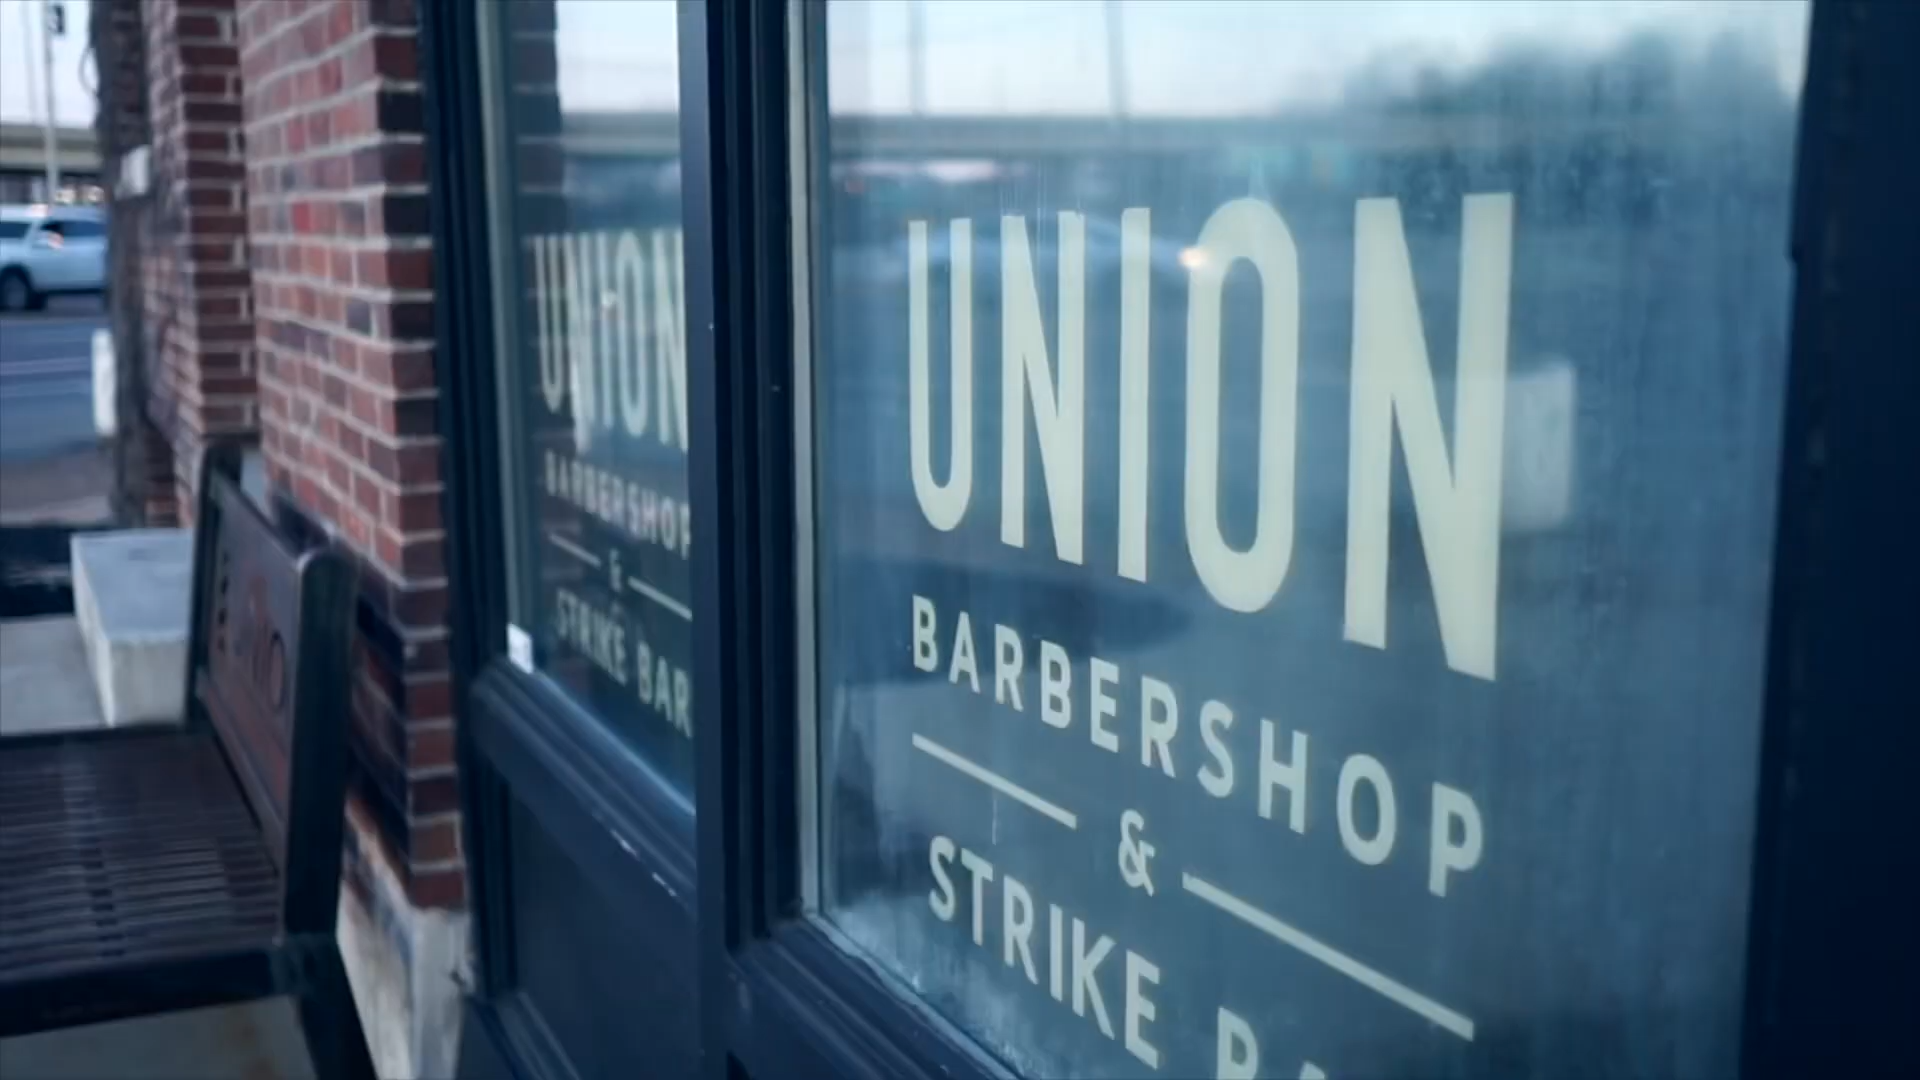 UNION
BARBERSHOP
&
STRIKE BAR
UNION
BARBERSHOP
&
STRIKE